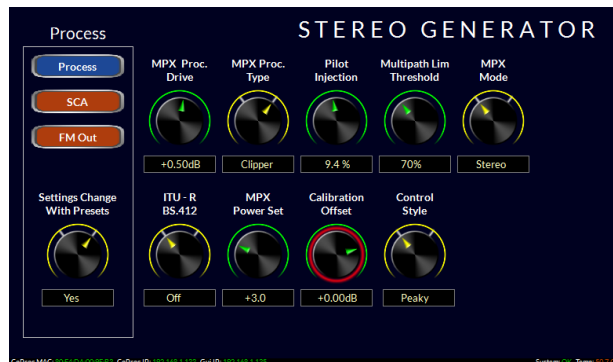 Process
STEREO GENERATOR
Process
SCA
FM Out
MPX Proc.
Drive
+0.50dB
MPX Proc.
Type
Clipper
Pilot
Injection
9.4 %
Multipath Lim
Threshold
70%
MPX
Mode
Stereo
Settings Change
With Presets
Yes
ITU - R
BS.412
Off
MPX
Power Set
+3.0
Calibration
Offset
+0.00dB
Control
Style
Peaky